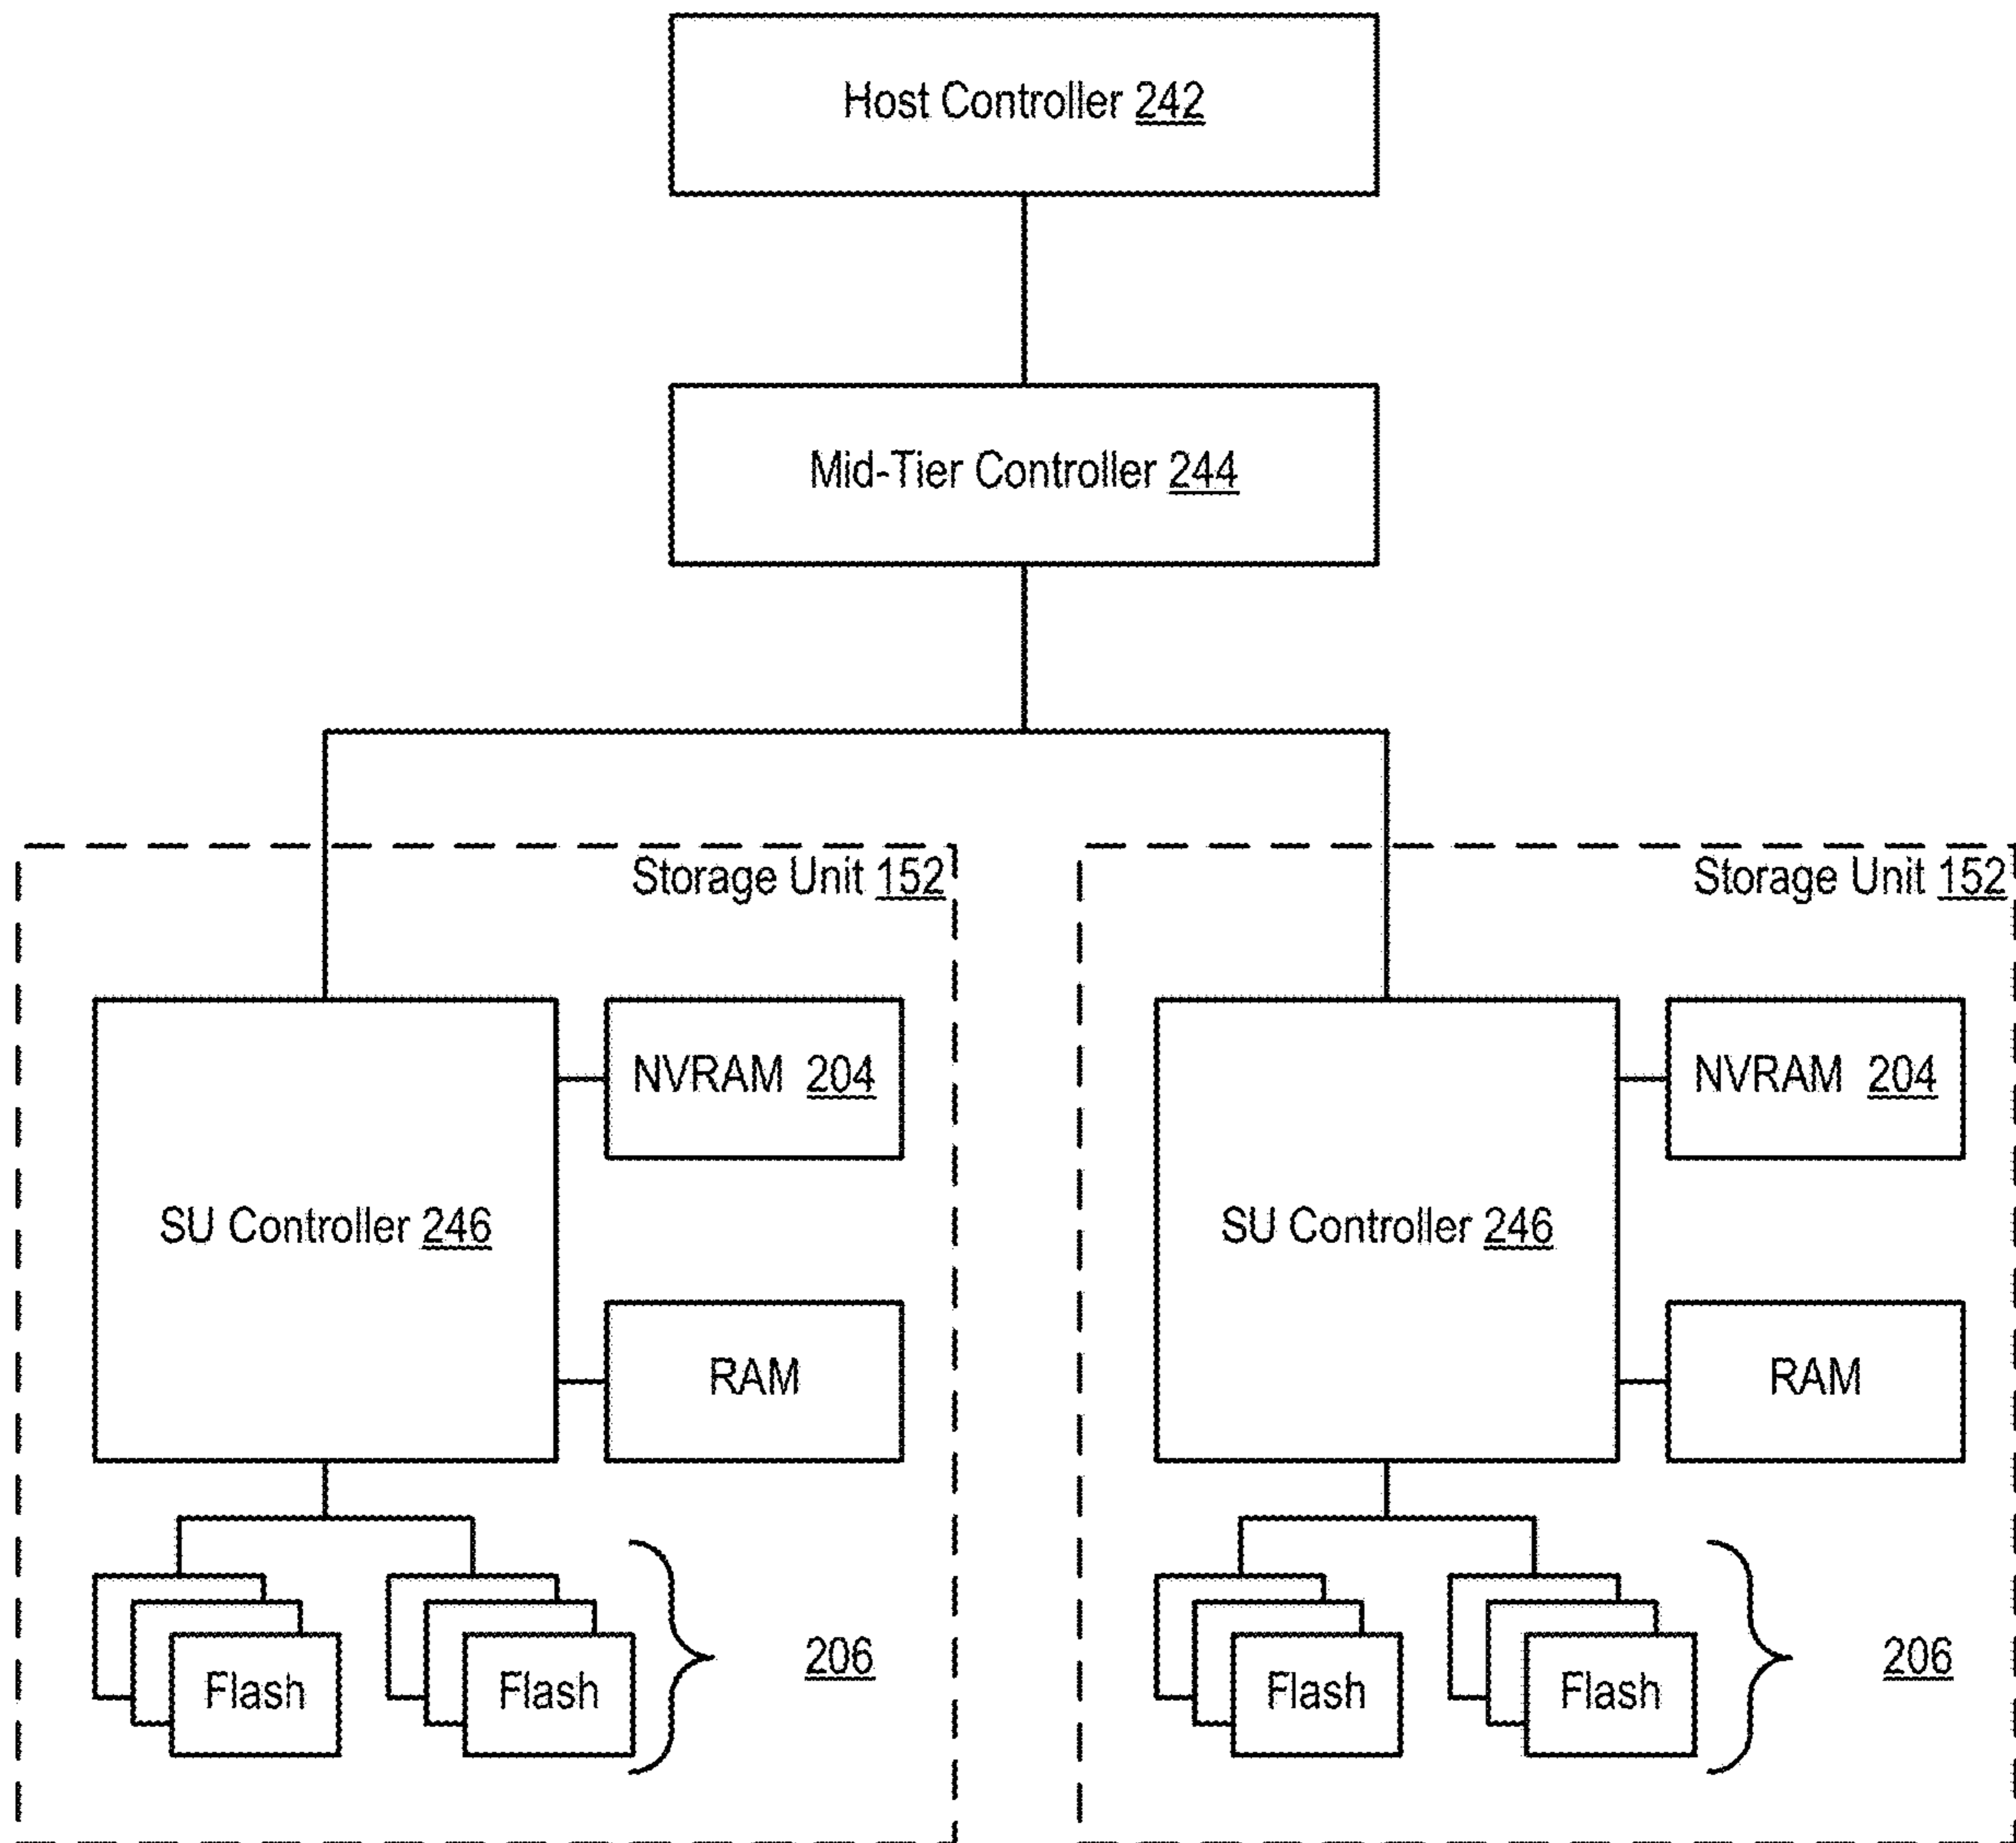 Host Controller 242
Mid-Tier Controller 244
Storage Unit 152
NVRAM 204
SU Controller 246
RAM
Flash
Flash
206
Storage Unit 152
NVRAM 204
SU Controller 246
RAM
Flash
Flash
206